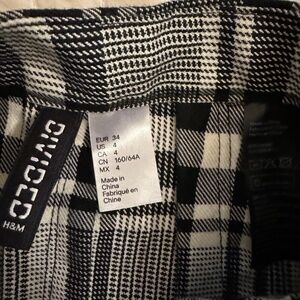 DIVIDED
H&M
EUR 34
US 4
CA 4
CN 160/64A
MX 4
Made in
China
Fabriqué en
Chine